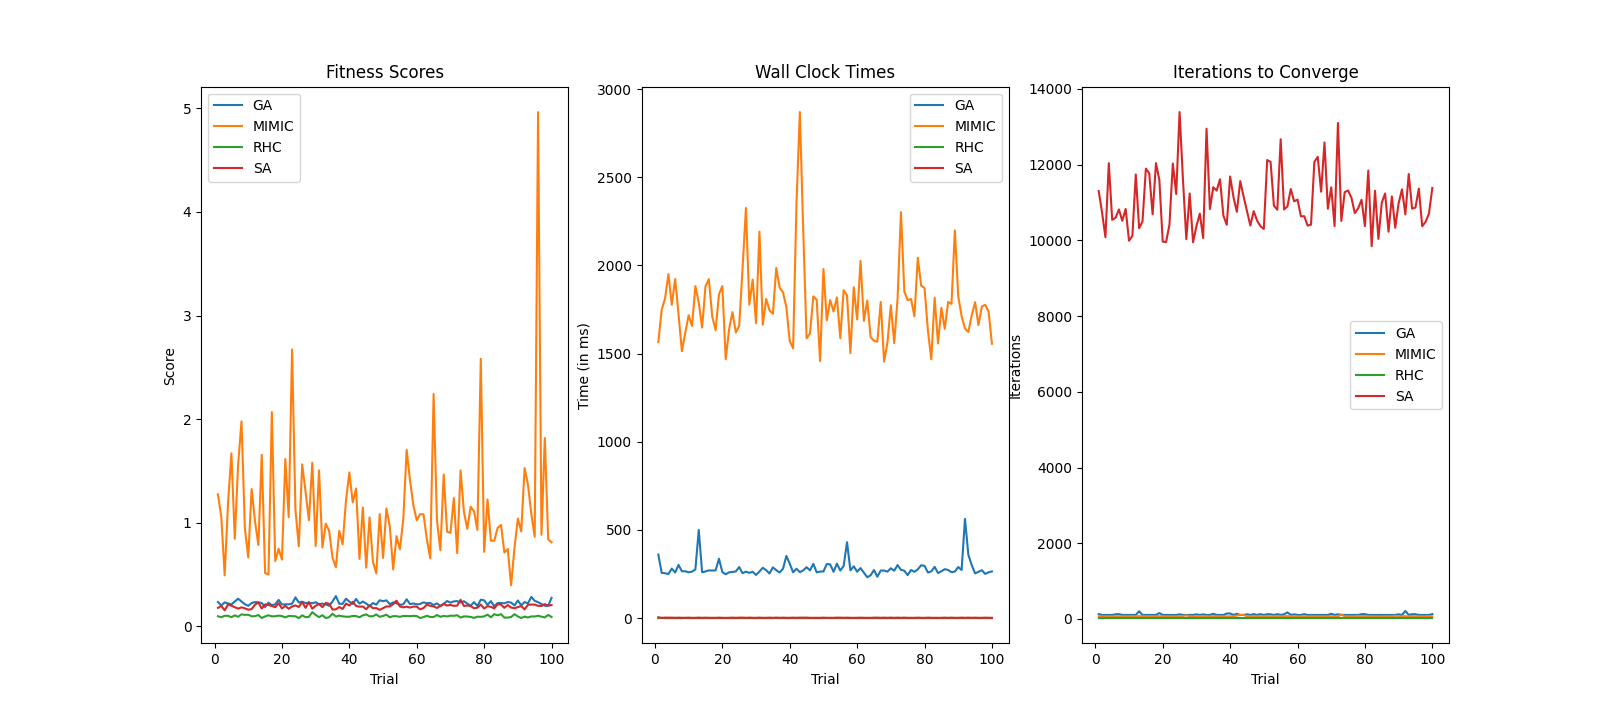 Fitness Scores
Score
5
4
3
2
1
0
GA
MIMIC
RHC
SA
0 20 40 60 80 100
Trial
Wall Clock Times
Time (in ms)
3000
2500
2000
1500
1000
500
0
GA
MIMIC
RHC
SA
0 20 40 60 80 100
Trial
Iterations to Converge
Iterations
14000
12000
10000
8000
6000
4000
2000
0
GA
MIMIC
RHC
SA
0 20 40 60 80 100
Trial